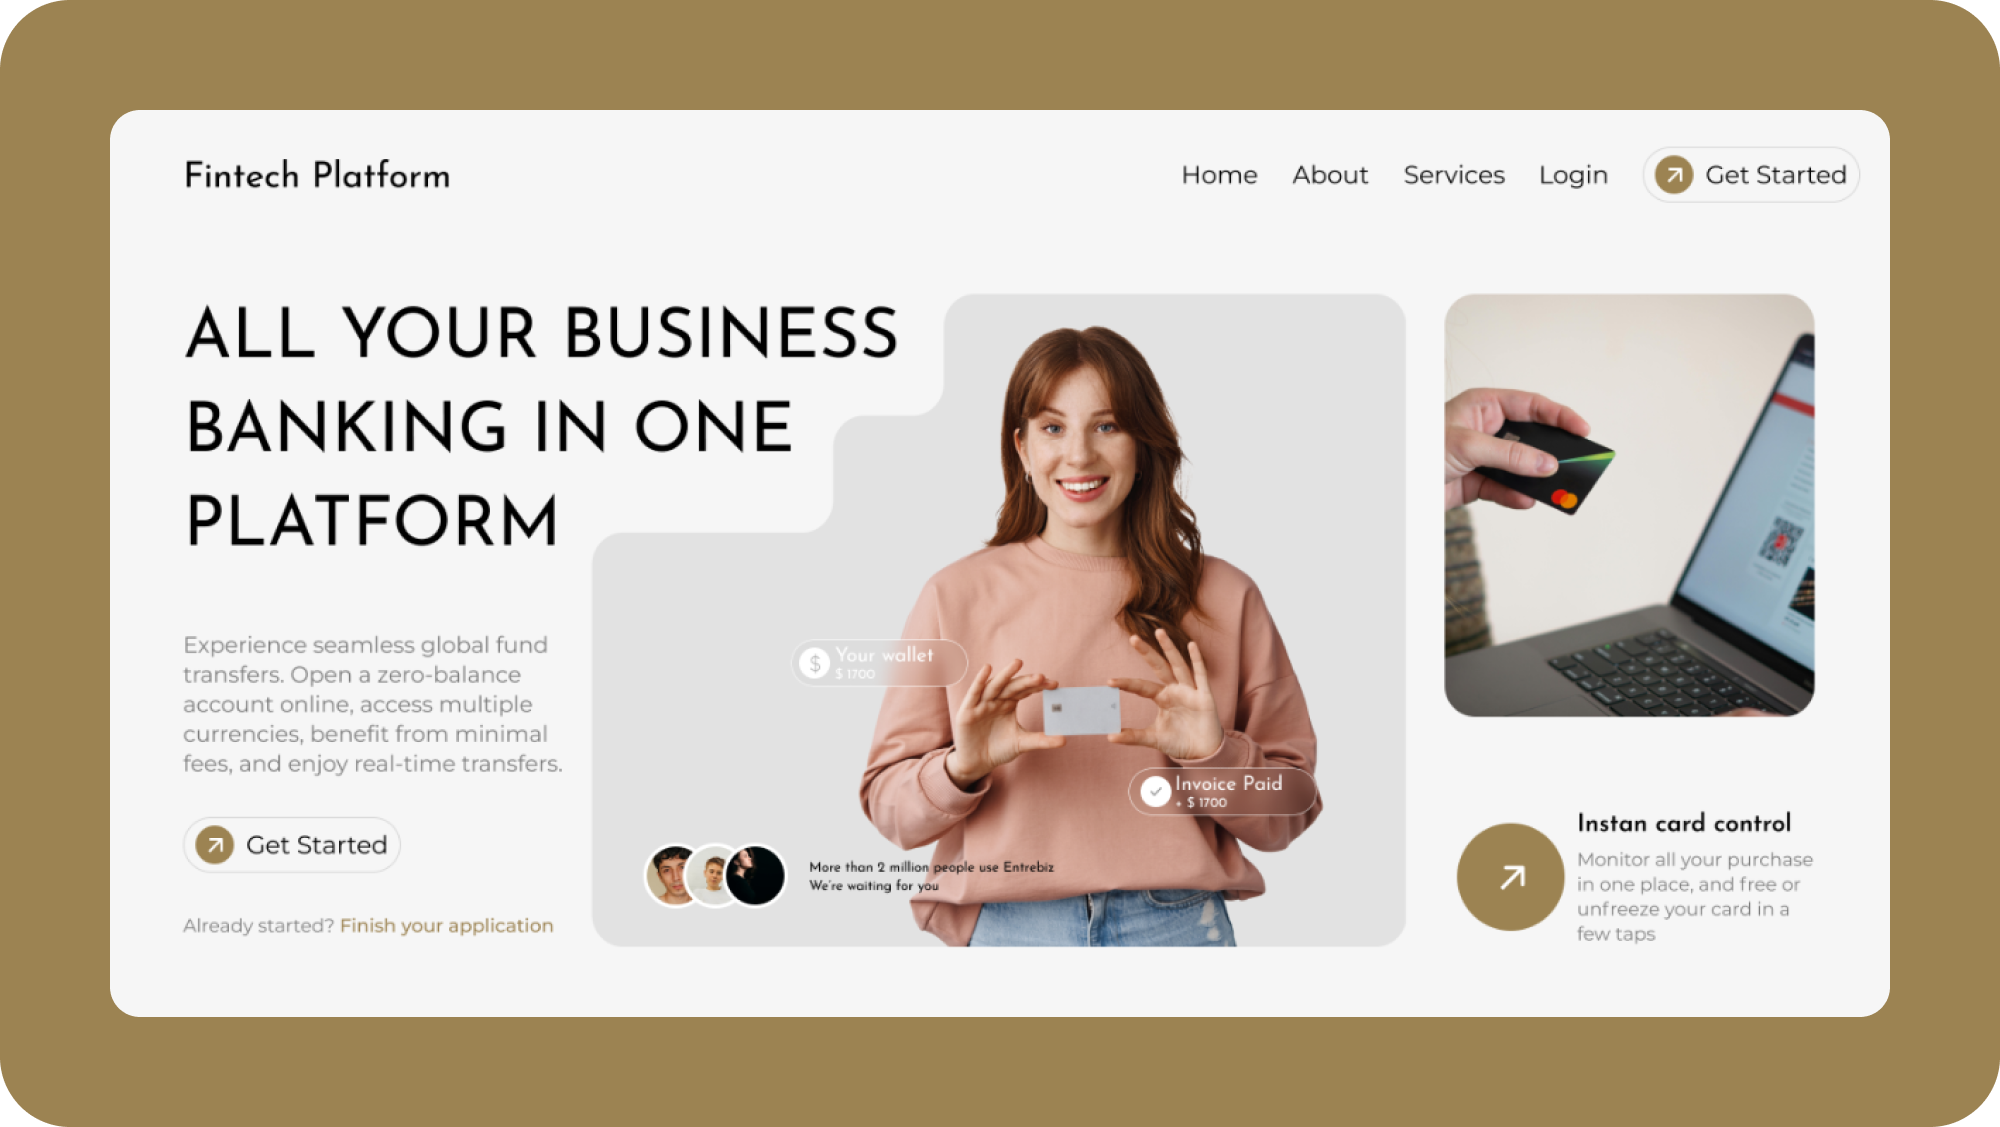 Fintech Platform
Home
About
Services
Login
Get Started
ALL YOUR BUSINESS
BANKING IN ONE
PLATFORM
Experience seamless global fund
transfers. Open a zero-balance
account online, access multiple
currencies, benefit from minimal
fees, and enjoy real-time transfers.
Get Started
Already started? Finish your application
$
Your wallet
$ 1700
Invoice Paid
+ $ 1700
More than 2 million people use Entrebiz
We're waiting for you
Instan card control
Monitor all your purchase
in one place, and free or
unfreeze your card in a
few taps